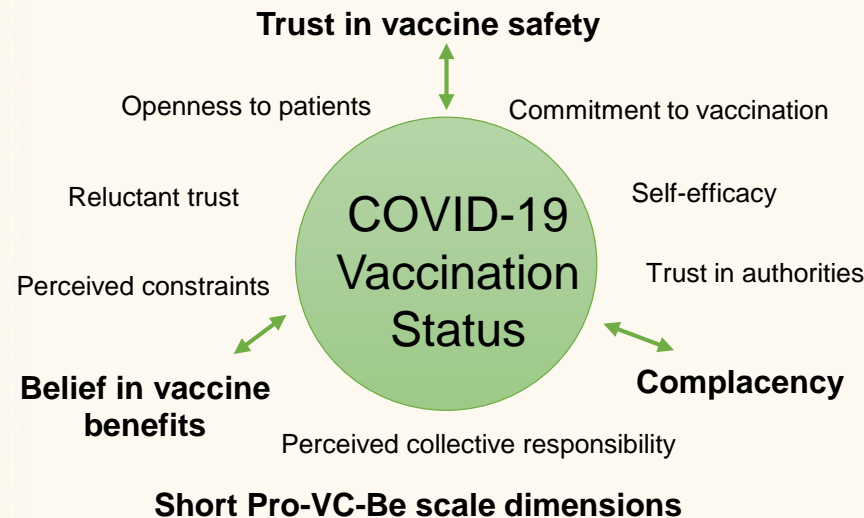 Trust in vaccine safety
Openness to patients
Commitment to vaccination
Reluctant trust
Self-efficacy
COVID-19
Vaccination
Status
Perceived constraints
Trust in authorities
Belief in vaccine
benefits
Complacency
Perceived collective responsibility
Short Pro-VC-Be scale dimensions